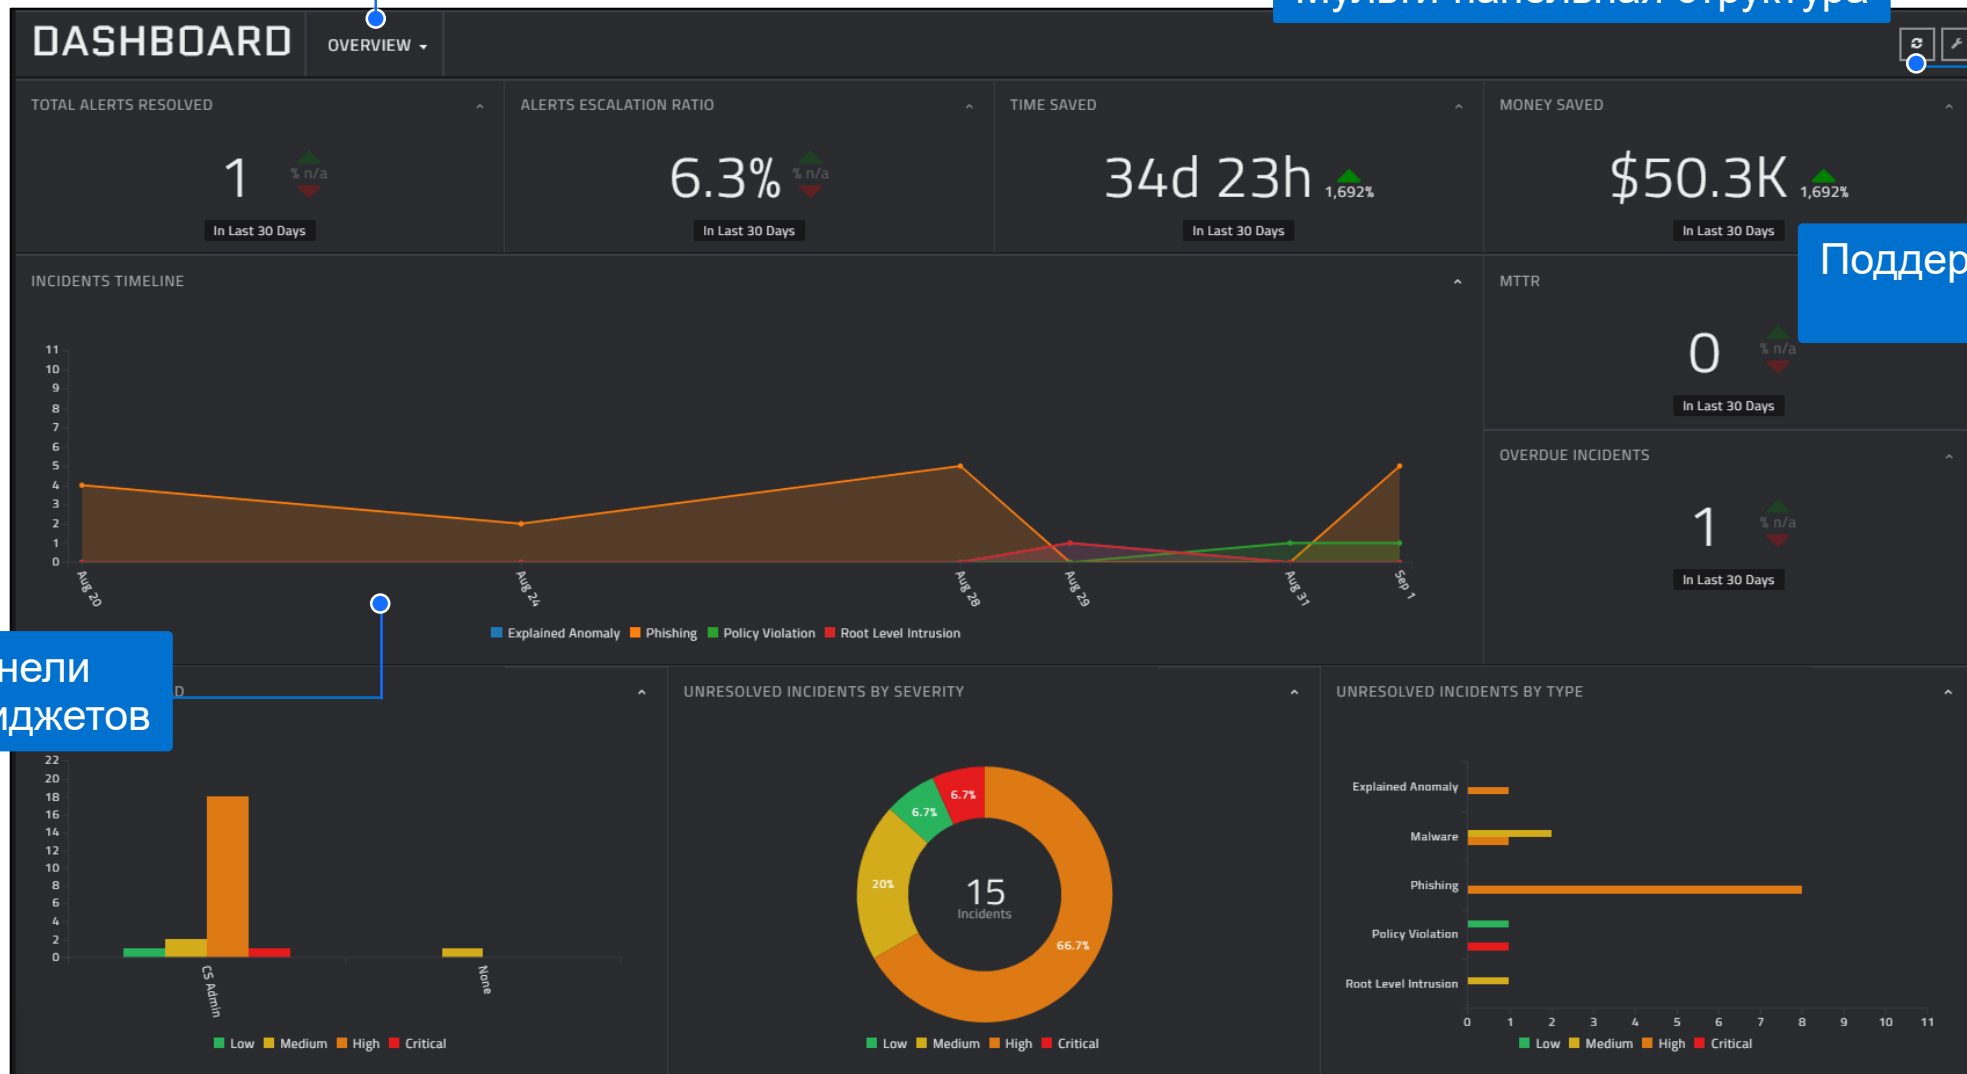 Мульти-панельная структура
DASHBOARD
OVERVIEW
TOTAL ALERTS RESOLVED
1
% n/a
In Last 30 Days
ALERTS ESCALATION RATIO
6.3%
% n/a
In Last 30 Days
TIME SAVED
34d 23h
1,692%
In Last 30 Days
MONEY SAVED
$50.3K
1,692%
In Last 30 Days
Поддер
INCIDENTS TIMELINE
11
10
9
8
7
6
5
4
3
2
1
0
Aug 20
Aug 24
Aug 28
Aug 29
Aug 31
Sep 1
Explained Anomaly Phishing Policy Violation Root Level Intrusion
MTTR
0
% n/a
In Last 30 Days
OVERDUE INCIDENTS
1
% n/a
In Last 30 Days
нели
иджетов
D
22
20
18
16
14
12
10
8
6
4
2
0
CS Admin
None
Low Medium High Critical
UNRESOLVED INCIDENTS BY SEVERITY
6.7%
6.7%
20%
15
Incidents
66.7%
Low Medium High Critical
UNRESOLVED INCIDENTS BY TYPE
Explained Anomaly
Malware
Phishing
Policy Violation
Root Level Intrusion
0 1 2 3 4 5 6 7 8 9 10 11
Low Medium High Critical